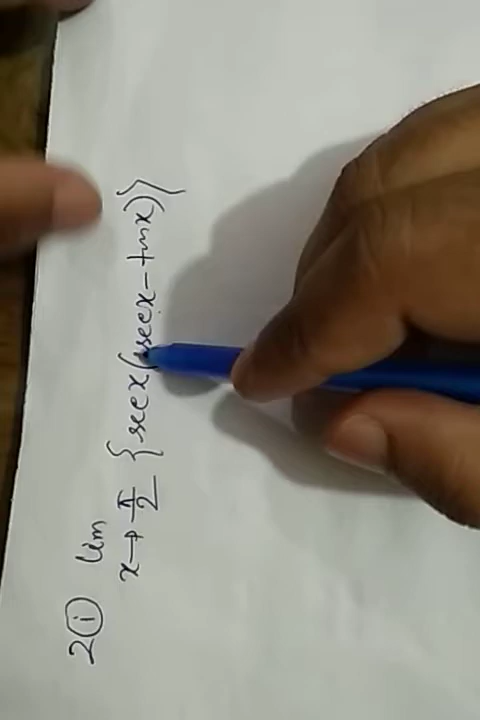 2(i) lim
x→π/2 {secx(secx-tanx)}